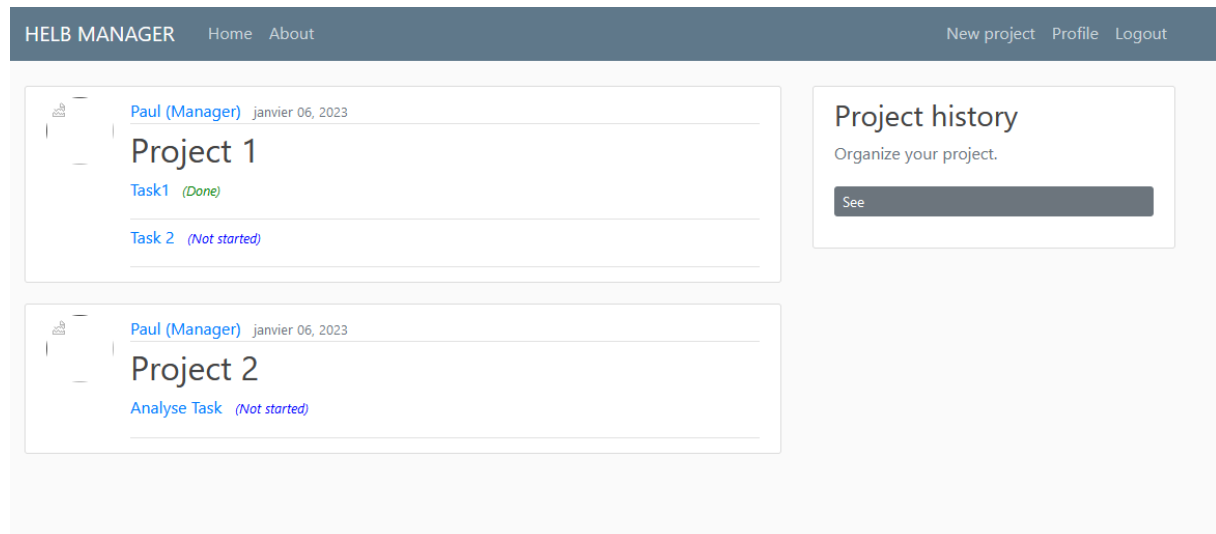 HELB MANAGER Home About New project Profile Logout
Paul (Manager) janvier 06, 2023
Project 1
Task1 (Done)
Task 2 (Not started)
Paul (Manager) janvier 06, 2023
Project 2
Analyse Task (Not started)
Project history
Organize your project.
See